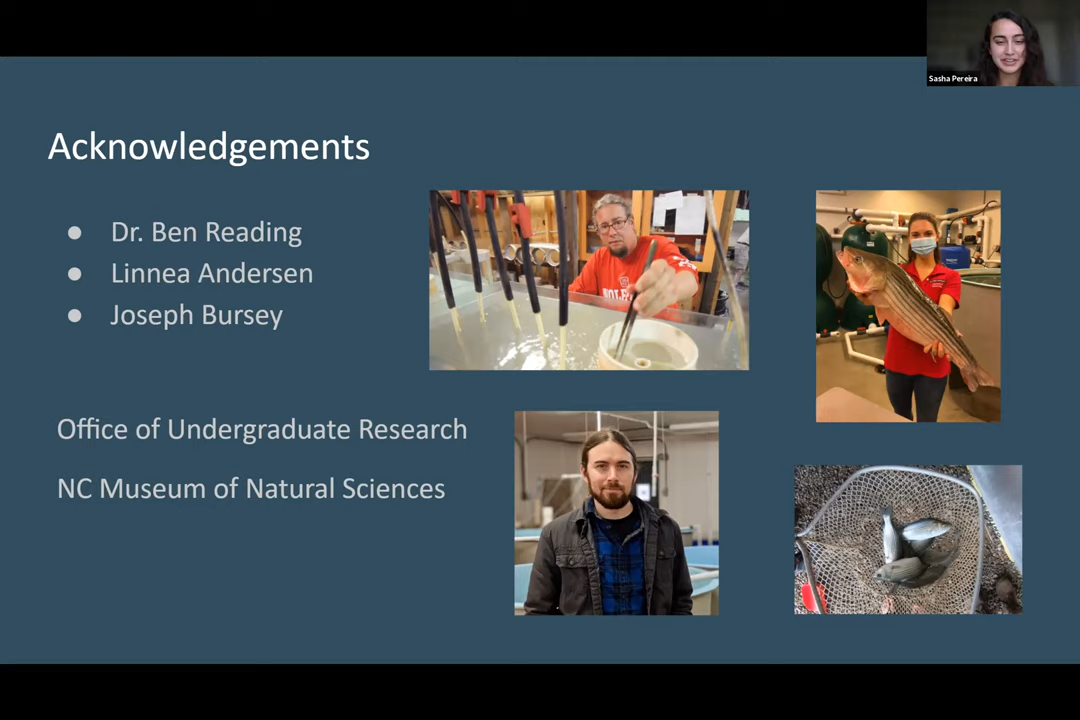 Sasha Pereira
Acknowledgements
Dr. Ben Reading
Linnea Andersen
Joseph Bursey
Office of Undergraduate Research
NC Museum of Natural Sciences